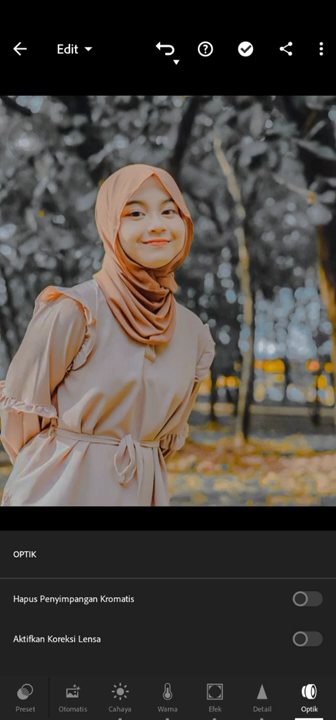 Edit
OPTIK
Hapus Penyimpangan Kromatis
Aktifkan Koreksi Lensa
Preset Otomatis Cahaya Warna Efek Detail Optik